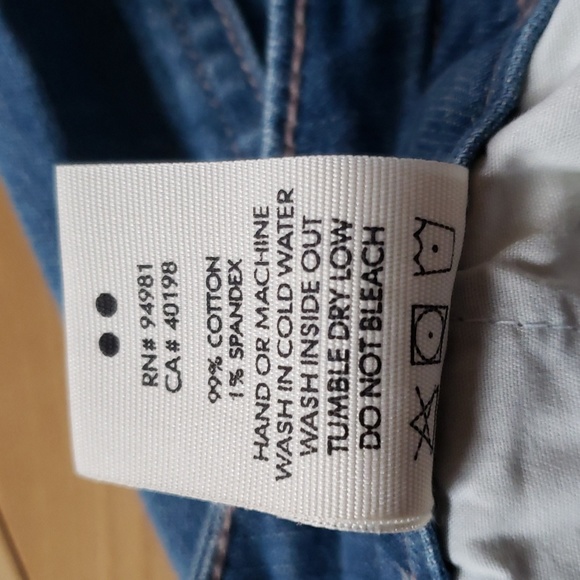 RN# 94981
CA# 40198
99% COTTON
1% SPANDEX
HAND OR MACHINE
WASH IN COLD WATER
WASH INSIDE OUT
TUMBLE DRY LOW
DO NOT BLEACH